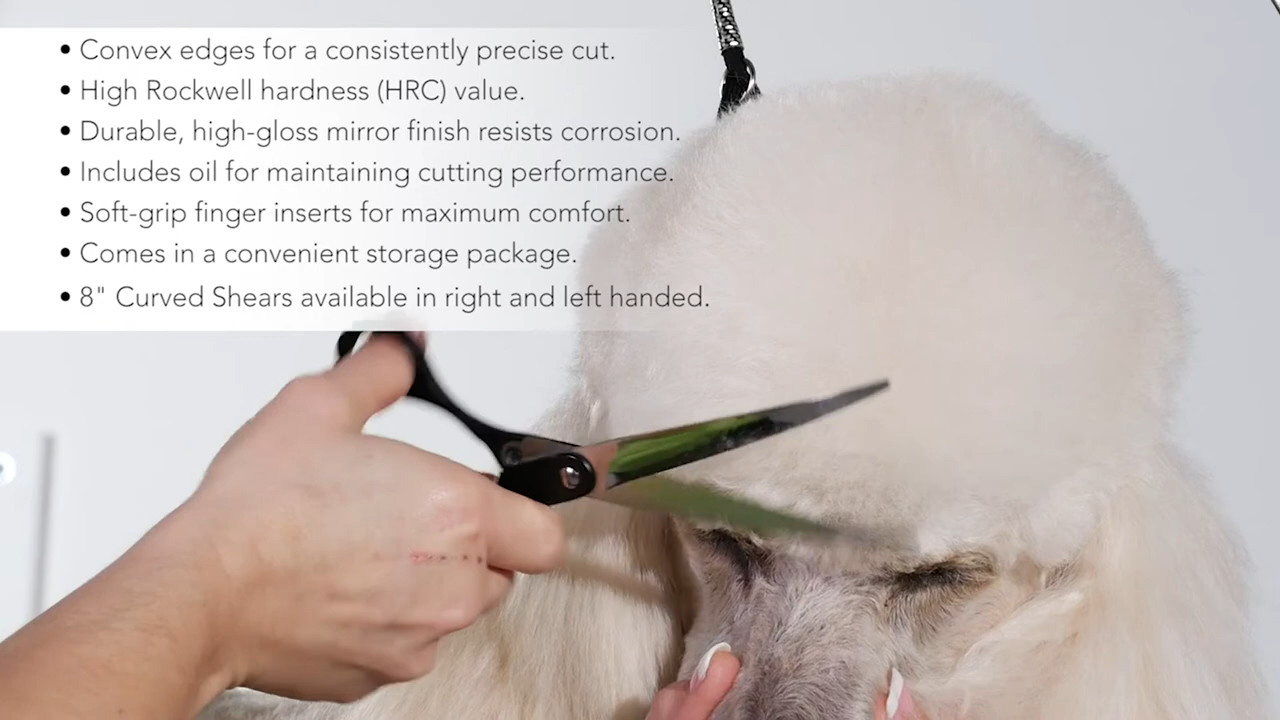 • Convex edges for a consistently precise cut.
• High Rockwell hardness (HRC) value.
• Durable, high-gloss mirror finish resists corrosion.
• Includes oil for maintaining cutting performance.
• Soft-grip finger inserts for maximum comfort.
• Comes in a convenient storage package.
• 8" Curved Shears available in right and left handed.